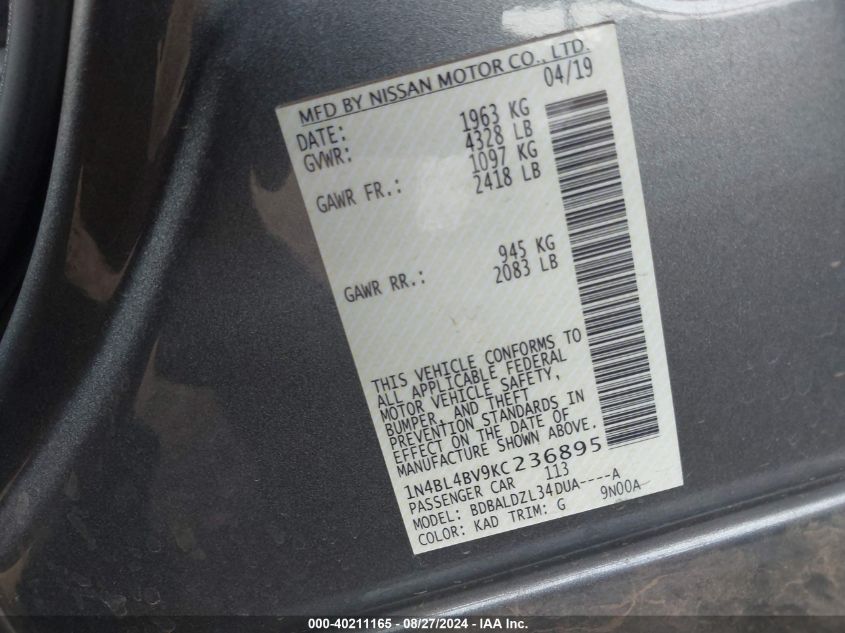 MFD BY NISSAN MOTOR CO., LTD.
DATE: 04/19
GVWR: 1963 KG
4328 LB
GAWR FR.: 1097 KG
2418 LB
GAWR RR.: 945 KG
2083 LB
THIS VEHICLE CONFORMS TO
ALL APPLICABLE FEDERAL
MOTOR VEHICLE SAFETY,
BUMPER, AND THEFT
PREVENTION STANDARDS IN
EFFECT ON THE DATE OF
MANUFACTURE SHOWN ABOVE.
1N4BL4BV9KC236895
PASSENGER CAR 113
MODEL: BDBALDZL34DUA----A
COLOR: KAD TRIM: G 9N00A
000-40211165 - 08/27/2024 - IAA Inc.